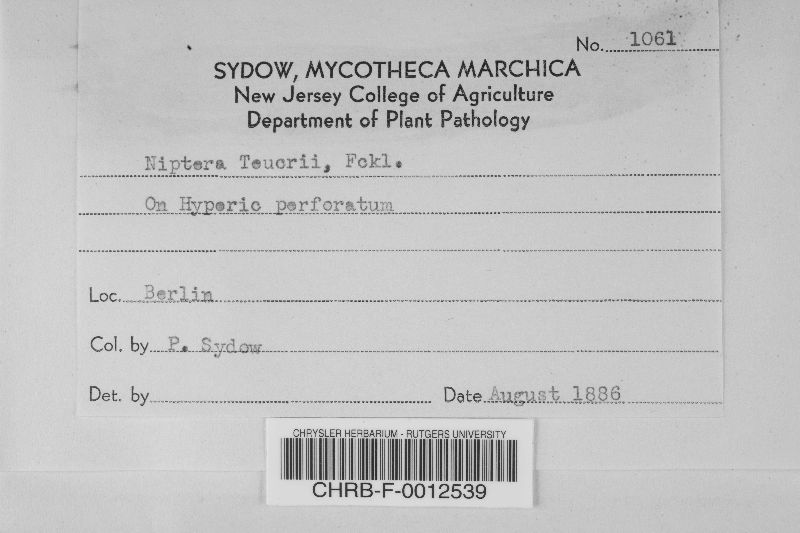 No. 1061
SYDOW, MYCOTHECA MARCHICA
New Jersey College of Agriculture
Department of Plant Pathology
Niptera Teucrii, Fckl.
On Hyperic perforatum
Loc. Berlin
Col. by P. Sydow
Det. by Date August 1886
CHRYSLER HERBARIUM - RUTGERS UNIVERSITY
CHRB-F-0012539